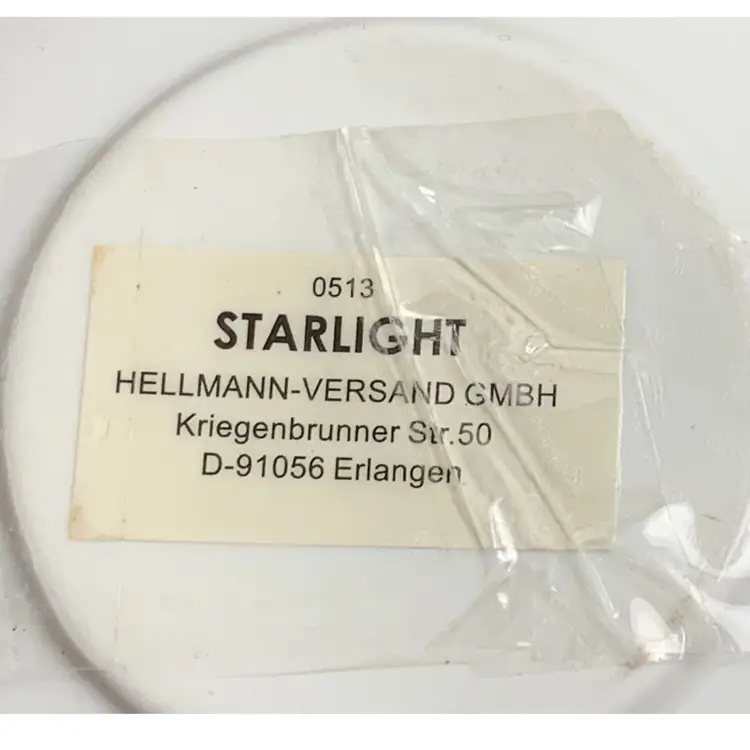 0513
STARLIGHT
HELLMANN-VERSAND GMBH
Kriegenbrunner Str.50
D-91056 Erlangen